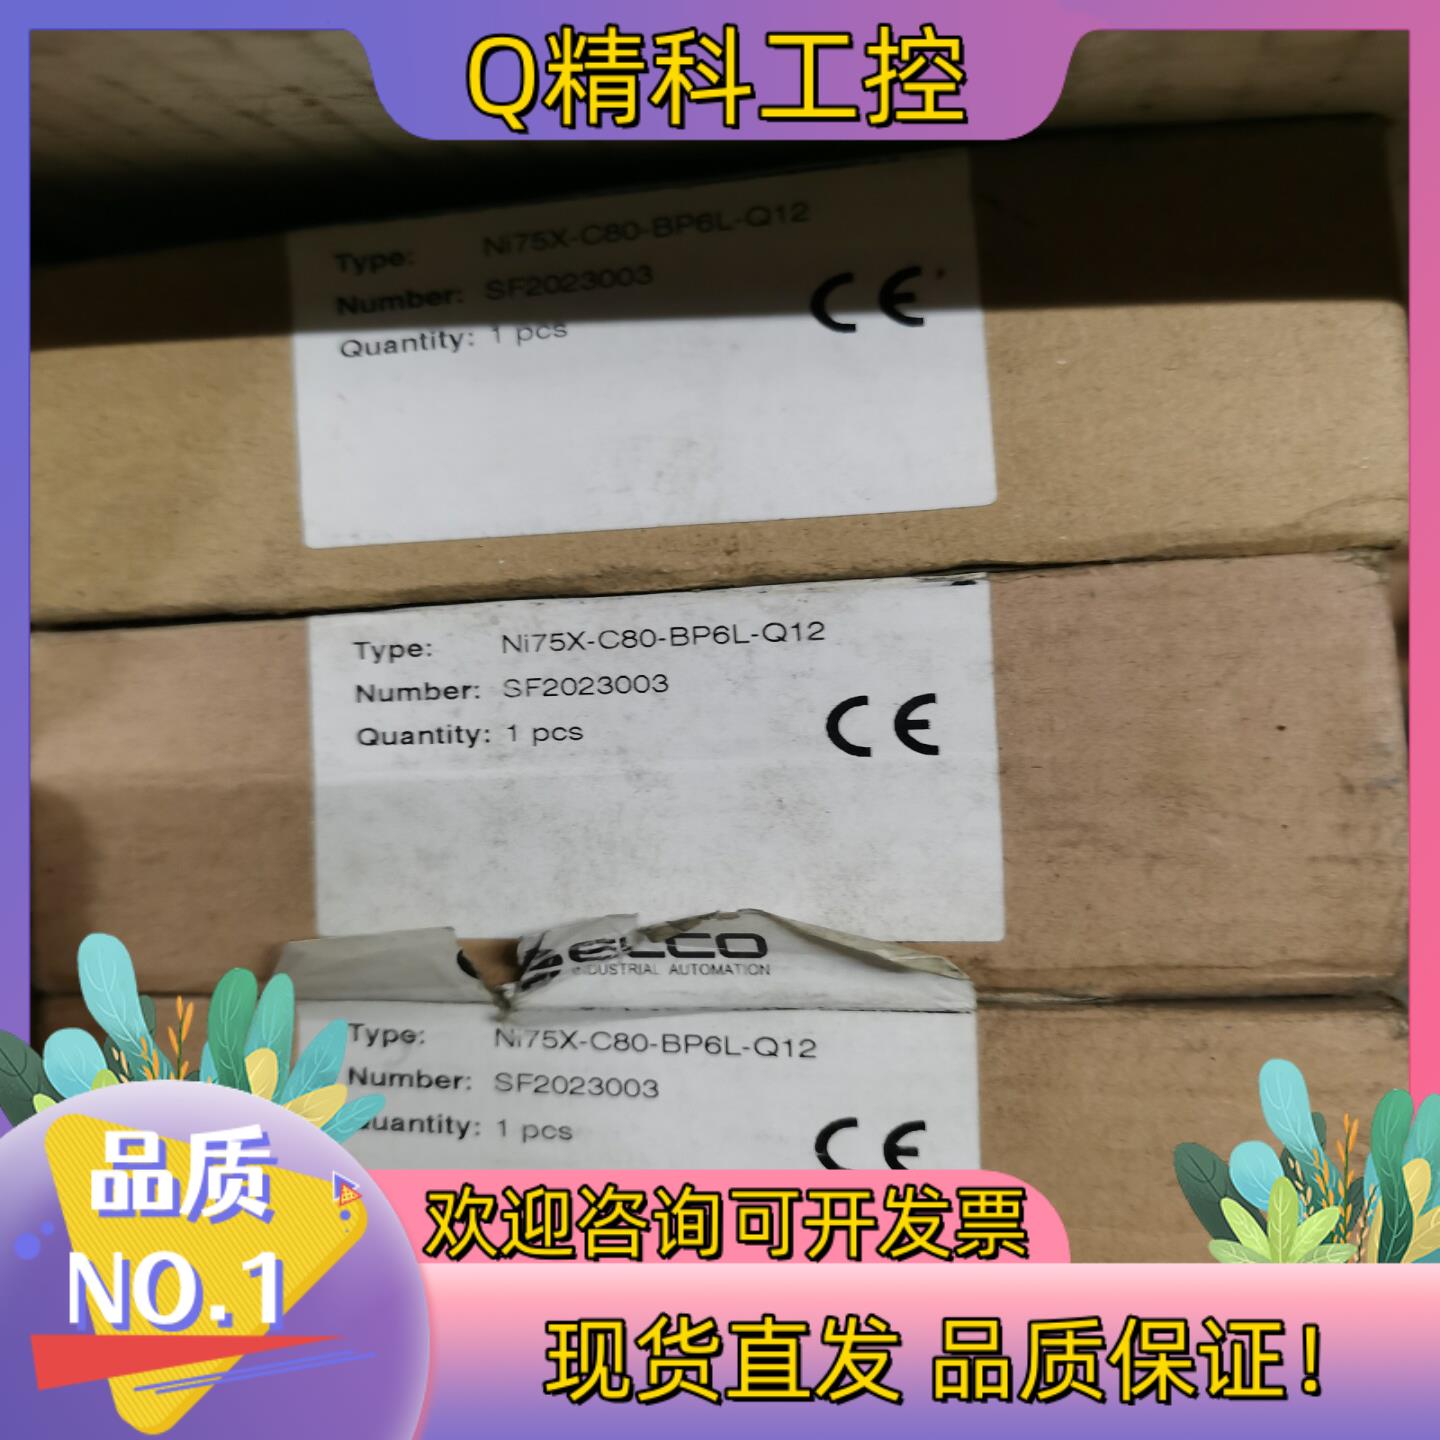 Q精科工控
Type: Ni75X-C80-BP6L-Q12
Number: SF2023003
Quantity: 1 pcs
CE
Type: Ni75X-C80-BP6L-Q12
Number: SF2023003
Quantity: 1 pcs
CE
ELCO
INDUSTRIAL AUTOMATION
Type: Ni75X-C80-BP6L-Q12
Number: SF2023003
Quantity: 1 pcs
CE
品质
NO.1
欢迎咨询可开发票
现货直发 品质保证!